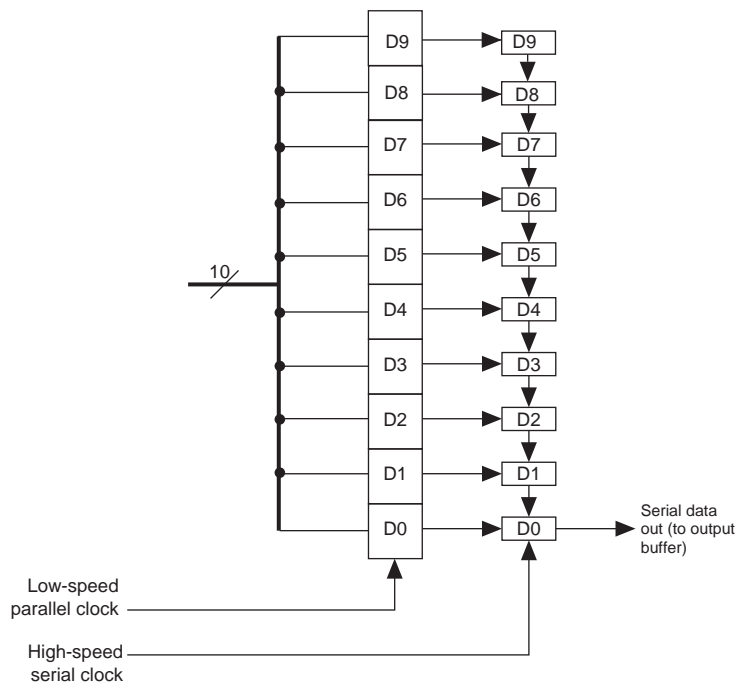 D9 D9
D8 D8
D7 D7
D6 D6
D5 D5
10
D4 D4
D3 D3
D2 D2
D1 D1
D0 D0
Serial data
out (to output
buffer)
Low-speed
parallel clock
High-speed
serial clock